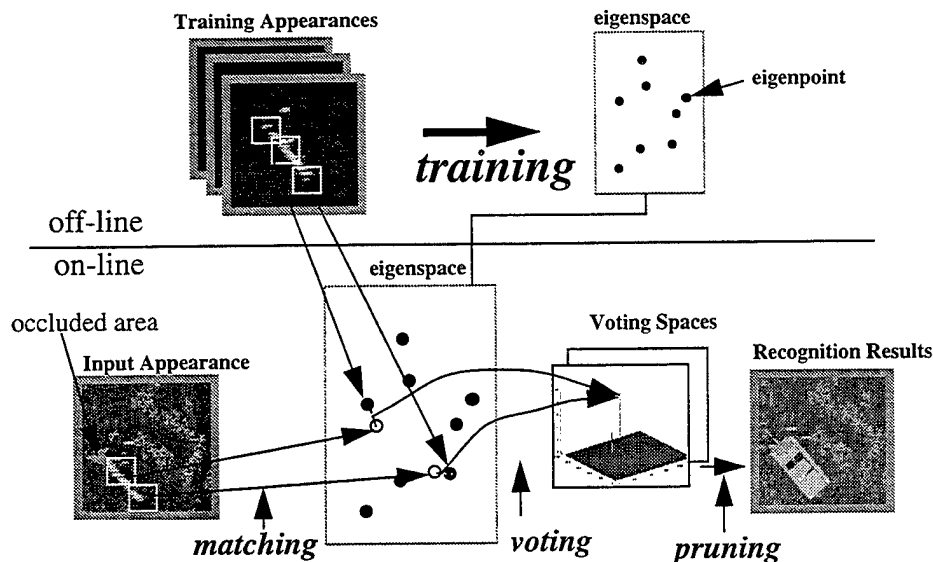 Training Appearances
eigenspace
eigenpoint
training
off-line
on-line
eigenspace
occluded area
Input Appearance
Voting Spaces
Recognition Results
matching
voting
pruning